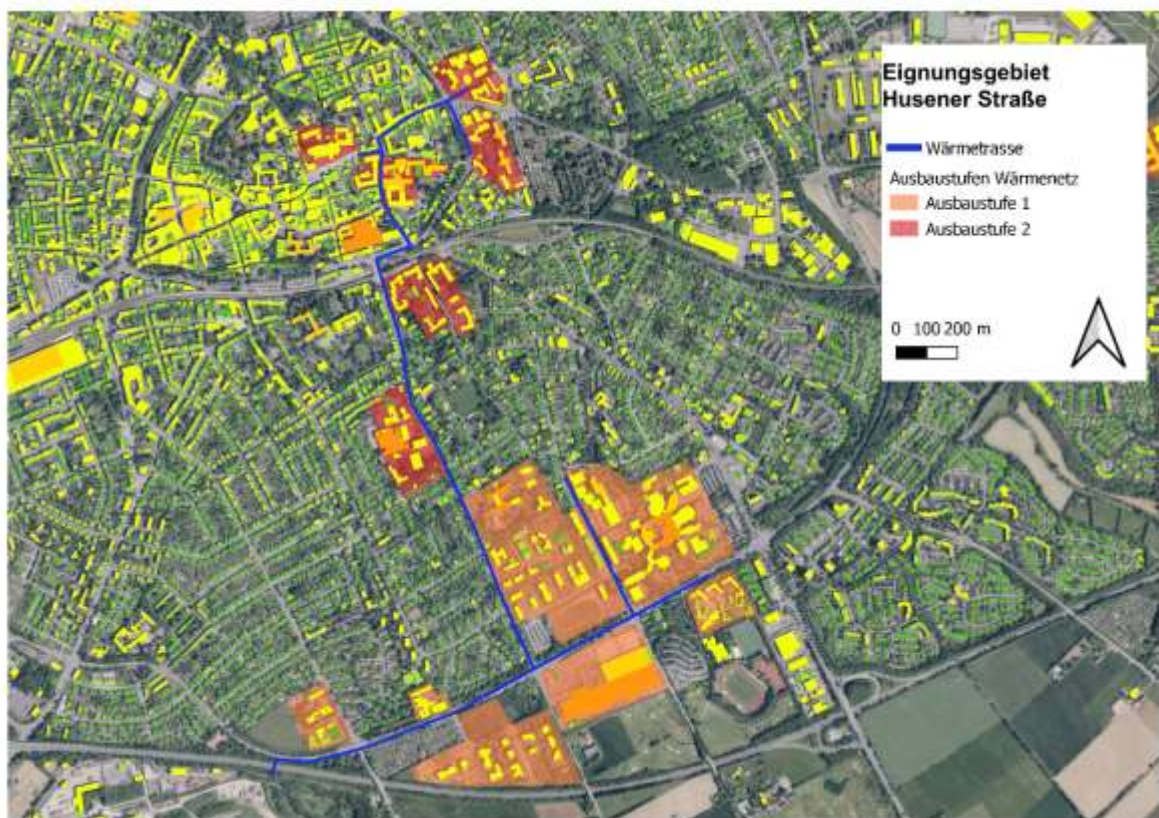 Eignungsgebiet
Husener Straße
Wärmetrasse
Ausbaustufen Wärmenetz
Ausbaustufe 1
Ausbaustufe 2
0 100 200 m